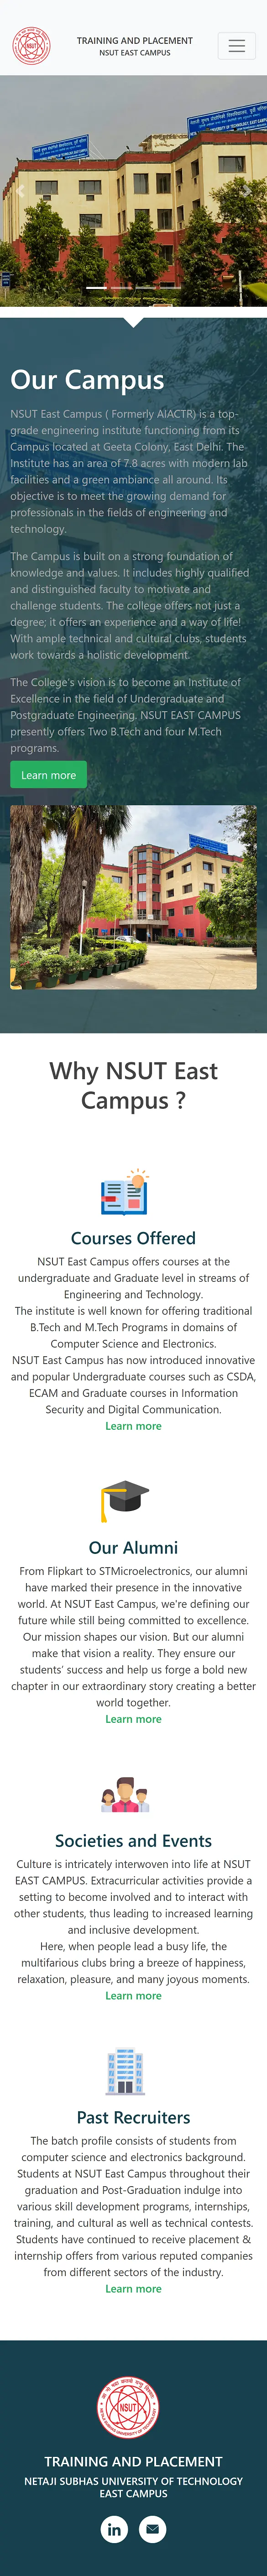 NSUT
TRAINING AND PLACEMENT
NSUT EAST CAMPUS
Our Campus
NSUT East Campus ( Formerly AIACTR) is a top-
grade engineering institute functioning from its
Campus located at Geeta Colony, East Delhi. The
Institute has an area of 7.8 acres with modern lab
facilities and a green ambiance all around. Its
objective is to meet the growing demand for
professionals in the fields of engineering and
technology.
The Campus is built on a strong foundation of
knowledge and values. It includes highly qualified
and distinguished faculty to motivate and
challenge students. The college offers not just a
degree; it offers an experience and a way of life!
With ample technical and cultural clubs, students
work towards a holistic development.
The College's vision is to become an Institute of
Excellence in the field of Undergraduate and
Postgraduate Engineering. NSUT EAST CAMPUS
presently offers Two B.Tech and four M.Tech
programs.
Learn more
Why NSUT East
Campus ?
Courses Offered
NSUT East Campus offers courses at the
undergraduate and Graduate level in streams of
Engineering and Technology.
The institute is well known for offering traditional
B.Tech and M.Tech Programs in domains of
Computer Science and Electronics.
NSUT East Campus has now introduced innovative
and popular Undergraduate courses such as CSDA,
ECAM and Graduate courses in Information
Security and Digital Communication.
Learn more
Our Alumni
From Flipkart to STMicroelectronics, our alumni
have marked their presence in the innovative
world. At NSUT East Campus, we're defining our
future while still being committed to excellence.
Our mission shapes our vision. But our alumni
make that vision a reality. They ensure our
students' success and help us forge a bold new
chapter in our extraordinary story creating a better
world together.
Learn more
Societies and Events
Culture is intricately interwoven into life at NSUT
EAST CAMPUS. Extracurricular activities provide a
setting to become involved and to interact with
other students, thus leading to increased learning
and inclusive development.
Here, when people lead a busy life, the
multifarious clubs bring a breeze of happiness,
relaxation, pleasure, and many joyous moments.
Learn more
Past Recruiters
The batch profile consists of students from
computer science and electronics background.
Students at NSUT East Campus throughout their
graduation and Post-Graduation indulge into
various skill development programs, internships,
training, and cultural as well as technical contests.
Students have continued to receive placement &
internship offers from various reputed companies
from different sectors of the industry.
Learn more
NSUT
TRAINING AND PLACEMENT
NETAJI SUBHAS UNIVERSITY OF TECHNOLOGY
EAST CAMPUS
in